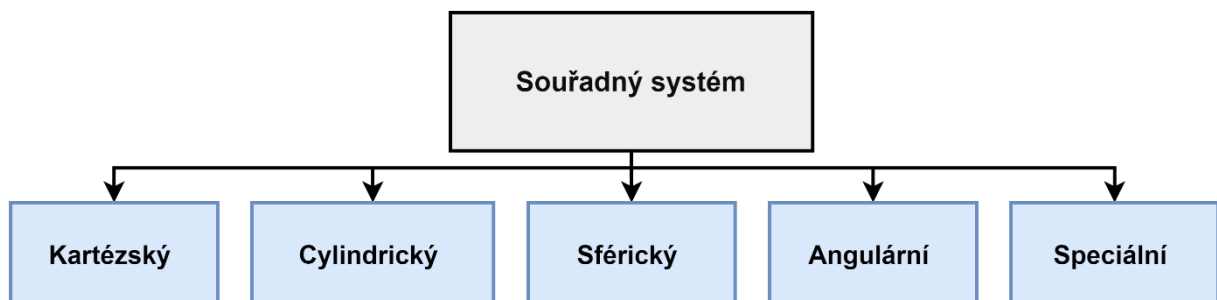 Souřadný systém
Kartézský
Cylindrický
Sférický
Angulární
Speciální